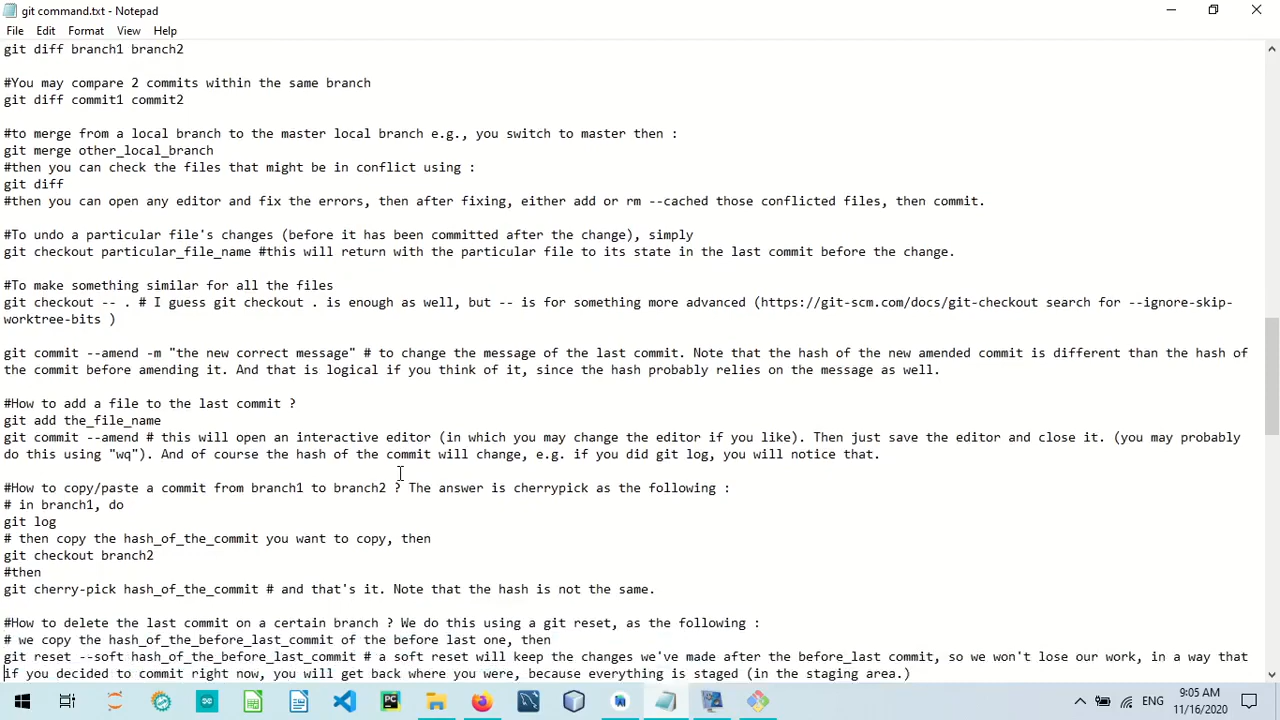 git command.txt - Notepad
File Edit Format View Help
git diff branch1 branch2
#You may compare 2 commits within the same branch
git diff commit1 commit2
#to merge from a local branch to the master local branch e.g., you switch to master then :
git merge other_local_branch
#then you can check the files that might be in conflict using :
git diff
#then you can open any editor and fix the errors, then after fixing, either add or rm --cached those conflicted files, then commit.
#To undo a particular file's changes (before it has been committed after the change), simply
git checkout particular_file_name #this will return with the particular file to its state in the last commit before the change.
#To make something similar for all the files
git checkout -- . # I guess git checkout . is enough as well, but -- is for something more advanced (https://git-scm.com/docs/git-checkout search for --ignore-skip-
worktree-bits )
git commit --amend -m "the new correct message" # to change the message of the last commit. Note that the hash of the new amended commit is different than the hash of
the commit before amending it. And that is logical if you think of it, since the hash probably relies on the message as well.
#How to add a file to the last commit ?
git add the_file_name
git commit --amend # this will open an interactive editor (in which you may change the editor if you like). Then just save the editor and close it. (you may probably
do this using "wq"). And of course the hash of the commit will change, e.g. if you did git log, you will notice that.
#How to copy/paste a commit from branch1 to branch2 ? The answer is cherrypick as the following :
# in branch1, do
git log
# then copy the hash_of_the_commit you want to copy, then
git checkout branch2
#then
git cherry-pick hash_of_the_commit # and that's it. Note that the hash is not the same.
#How to delete the last commit on a certain branch ? We do this using a git reset, as the following :
# we copy the hash_of_the_before_last_commit of the before last one, then
git reset --soft hash_of_the_before_last_commit # a soft reset will keep the changes we've made after the before_last commit, so we won't lose our work, in a way that
if you decided to commit right now, you will get back where you were, because everything is staged (in the staging area.)
PC
ENG
9:05 AM
11/16/2020